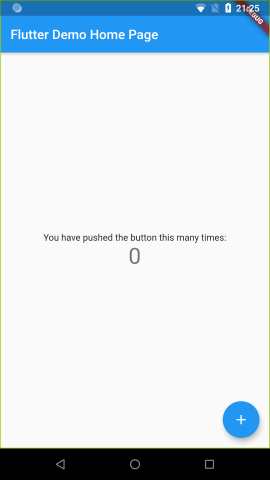 21:25
DEBUG
Flutter Demo Home Page
You have pushed the button this many times:
0